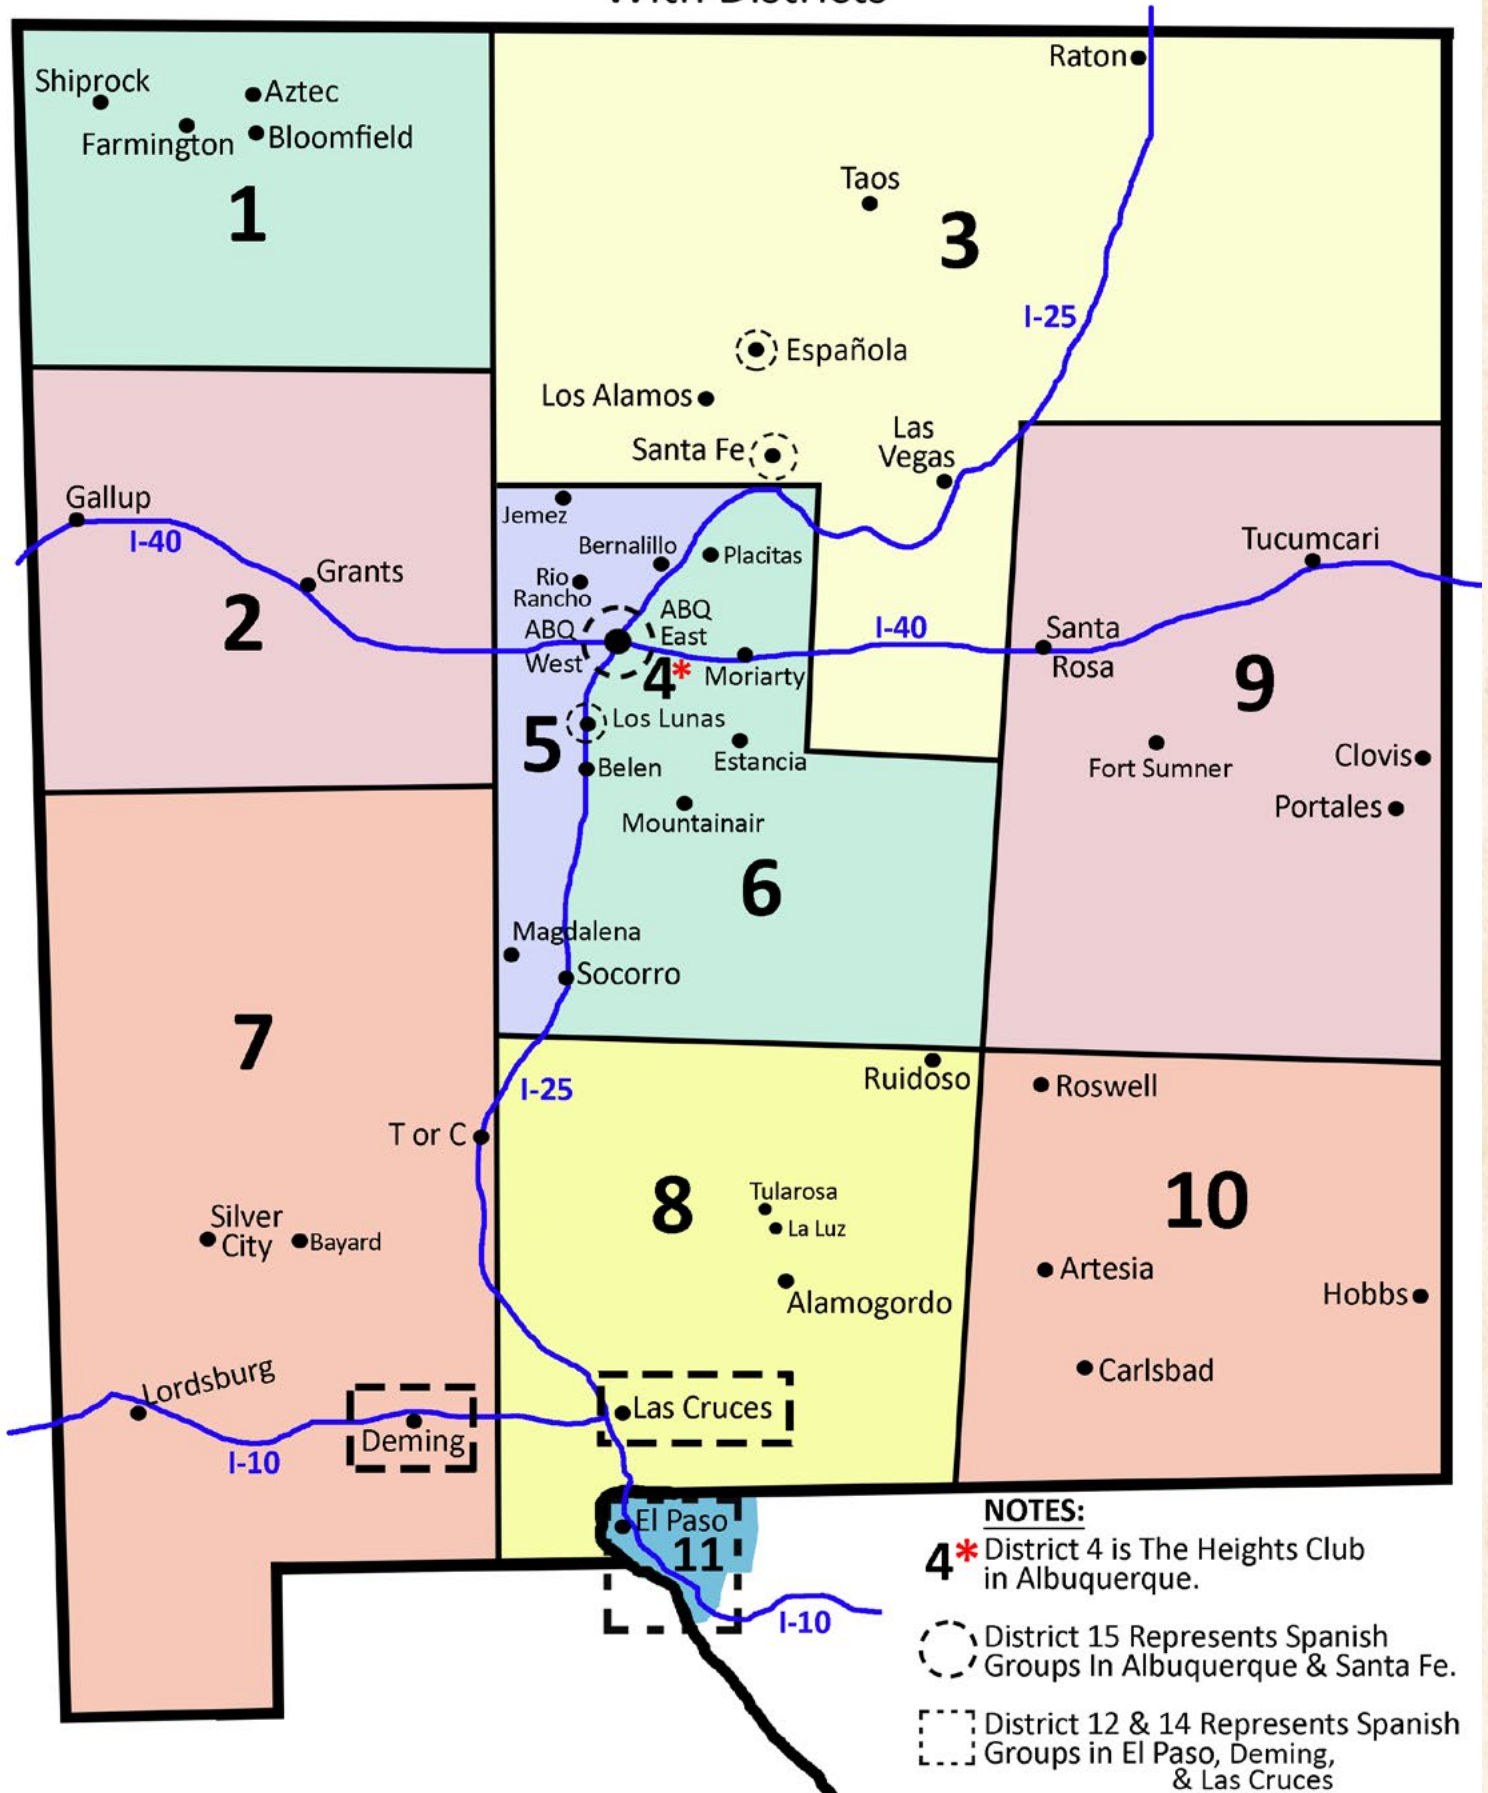 With Districts
Raton
Shiprock
Aztec
Farmington
Bloomfield
1
Taos
3
I-25
Española
Los Alamos
Santa Fe
Las
Vegas
Gallup
I-40
Grants
2
Jemez
Bernalillo
Placitas
Rio
Rancho
ABQ
West
ABQ
East
4*
Moriarty
I-40
Tucumcari
Santa
Rosa
9
5
Los Lunas
Belen
Estancia
Mountainair
Fort Sumner
Clovis
Portales
6
Magdalena
Socorro
7
I-25
Ruidoso
Roswell
T or C
8
Tularosa
La Luz
10
Silver
City
Bayard
Alamogordo
Artesia
Hobbs
Carlsbad
Lordsburg
Deming
I-10
Las Cruces
El Paso
11
I-10
NOTES:
4* District 4 is The Heights Club
in Albuquerque.
District 15 Represents Spanish
Groups In Albuquerque & Santa Fe.
District 12 & 14 Represents Spanish
Groups in El Paso, Deming,
& Las Cruces